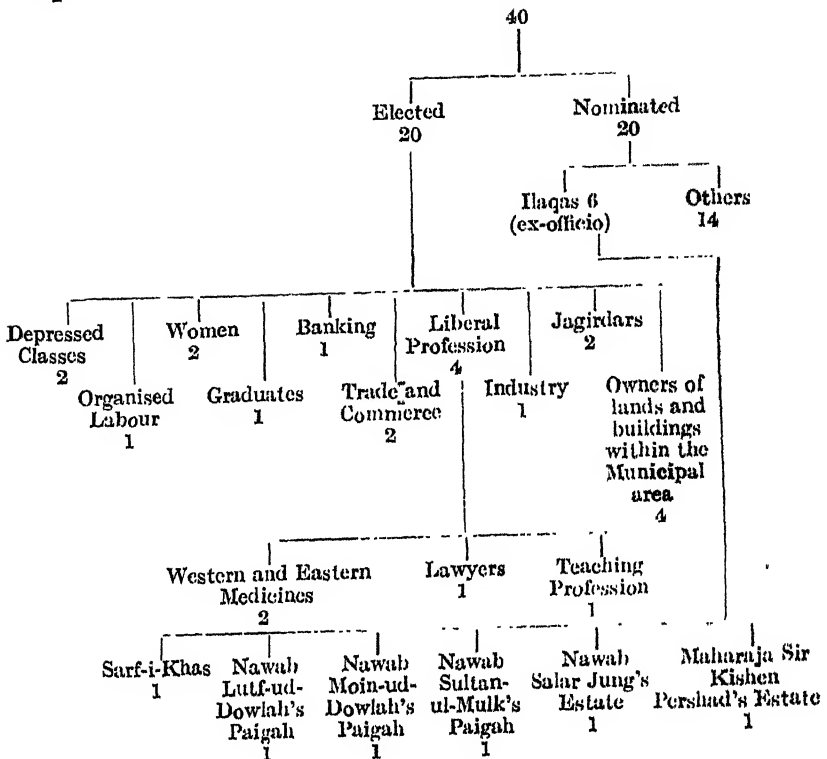 40
Elected
20
Nominated
20
Ilaqas 6
(ex-officio)
Others
14
Depressed
Classes
2
Organised
Labour
1
Women
2
Graduates
1
Banking
1
Trade and
Commerce
2
Liberal
Profession
4
Industry
1
Jagirdars
2
Owners of
lands and
buildings
within the
Municipal
area
4
Western and Eastern
Medicines
2
Lawyers
1
Teaching
Profession
1
Sarf-i-Khas
1
Nawab
Lutf-ud-
Dowlah's
Paigah
1
Nawab
Moin-ud-
Dowlah's
Paigah
1
Nawab
Sultan-
ul-Mulk's
Paigah
1
Nawab
Salar Jung's
Estate
1
Maharaja Sir
Kishen
Pershad's Estate
1